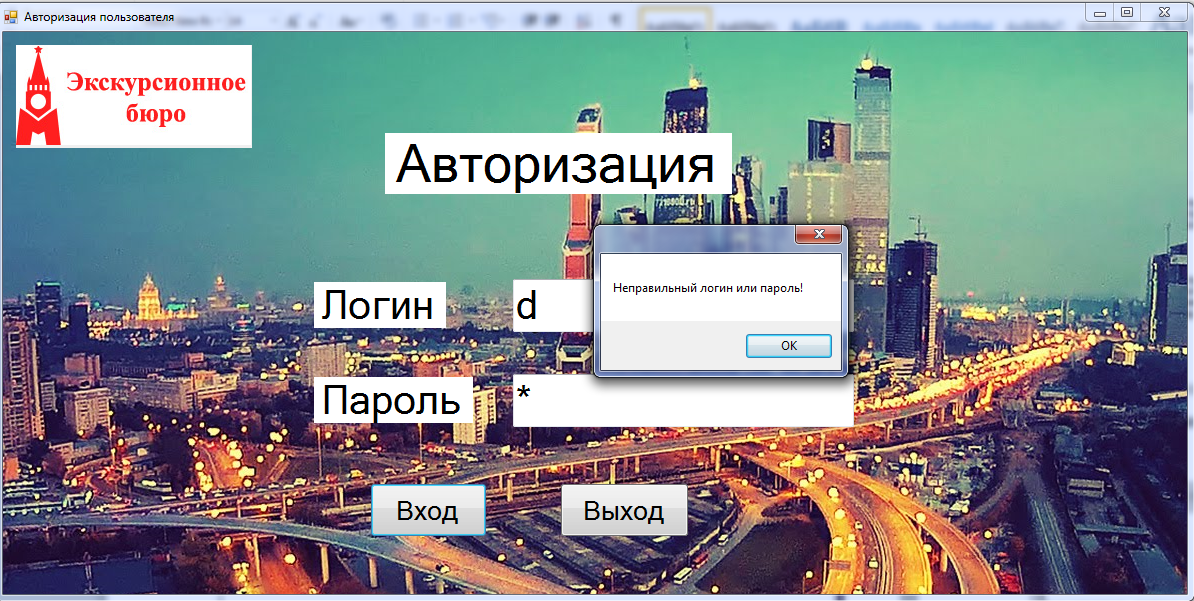 Авторизация пользователя
Экскурсионное
бюро
Авторизация
Логин
d
Неправильный логин или пароль!
OK
Пароль
*
Вход
Выход